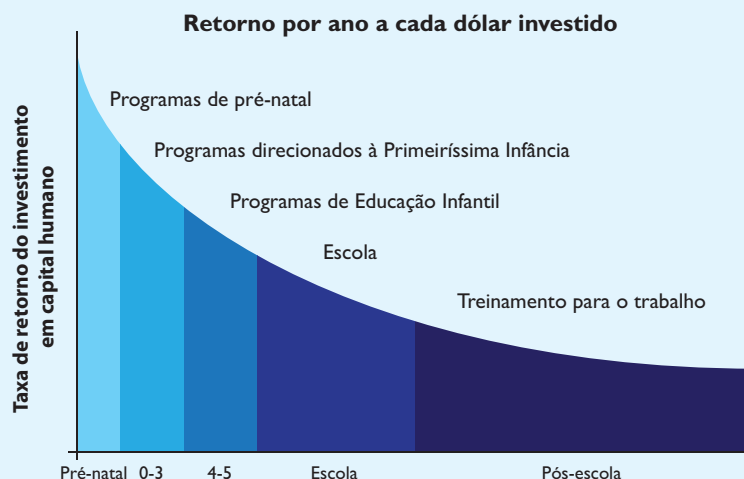 Retorno por ano a cada dólar investido
Taxa de retorno do investimento
em capital humano
Programas de pré-natal
Programas direcionados à Primeiríssima Infância
Programas de Educação Infantil
Escola
Treinamento para o trabalho
Pré-natal 0-3 4-5 Escola Pós-escola